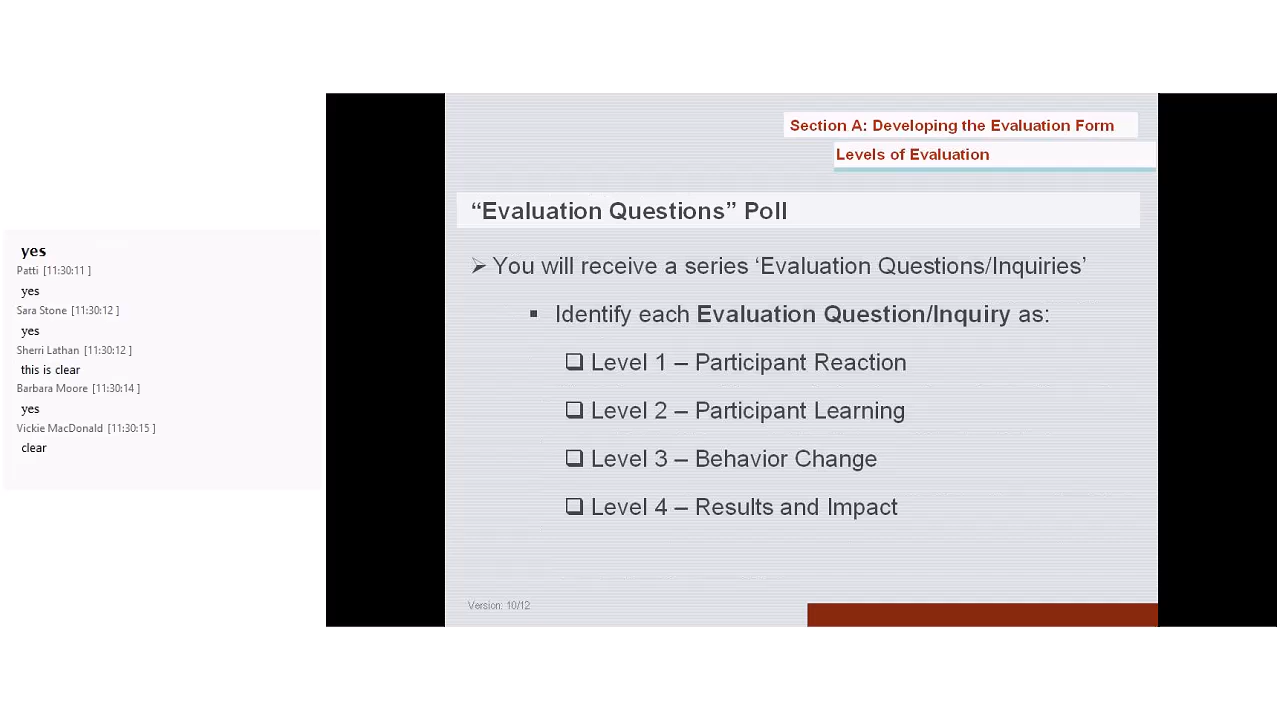 yes
Patti [11:30:11 ]
yes
Sara Stone [11:30:12 ]
yes
Sherri Lathan [11:30:12 ]
this is clear
Barbara Moore [11:30:14 ]
yes
Vickie MacDonald [11:30:15 ]
clear
Section A: Developing the Evaluation Form
Levels of Evaluation
“Evaluation Questions” Poll
➢ You will receive a series ‘Evaluation Questions/Inquiries’
▪ Identify each Evaluation Question/Inquiry as:
❑ Level 1 – Participant Reaction
❑ Level 2 – Participant Learning
❑ Level 3 – Behavior Change
❑ Level 4 – Results and Impact
Version: 10/12